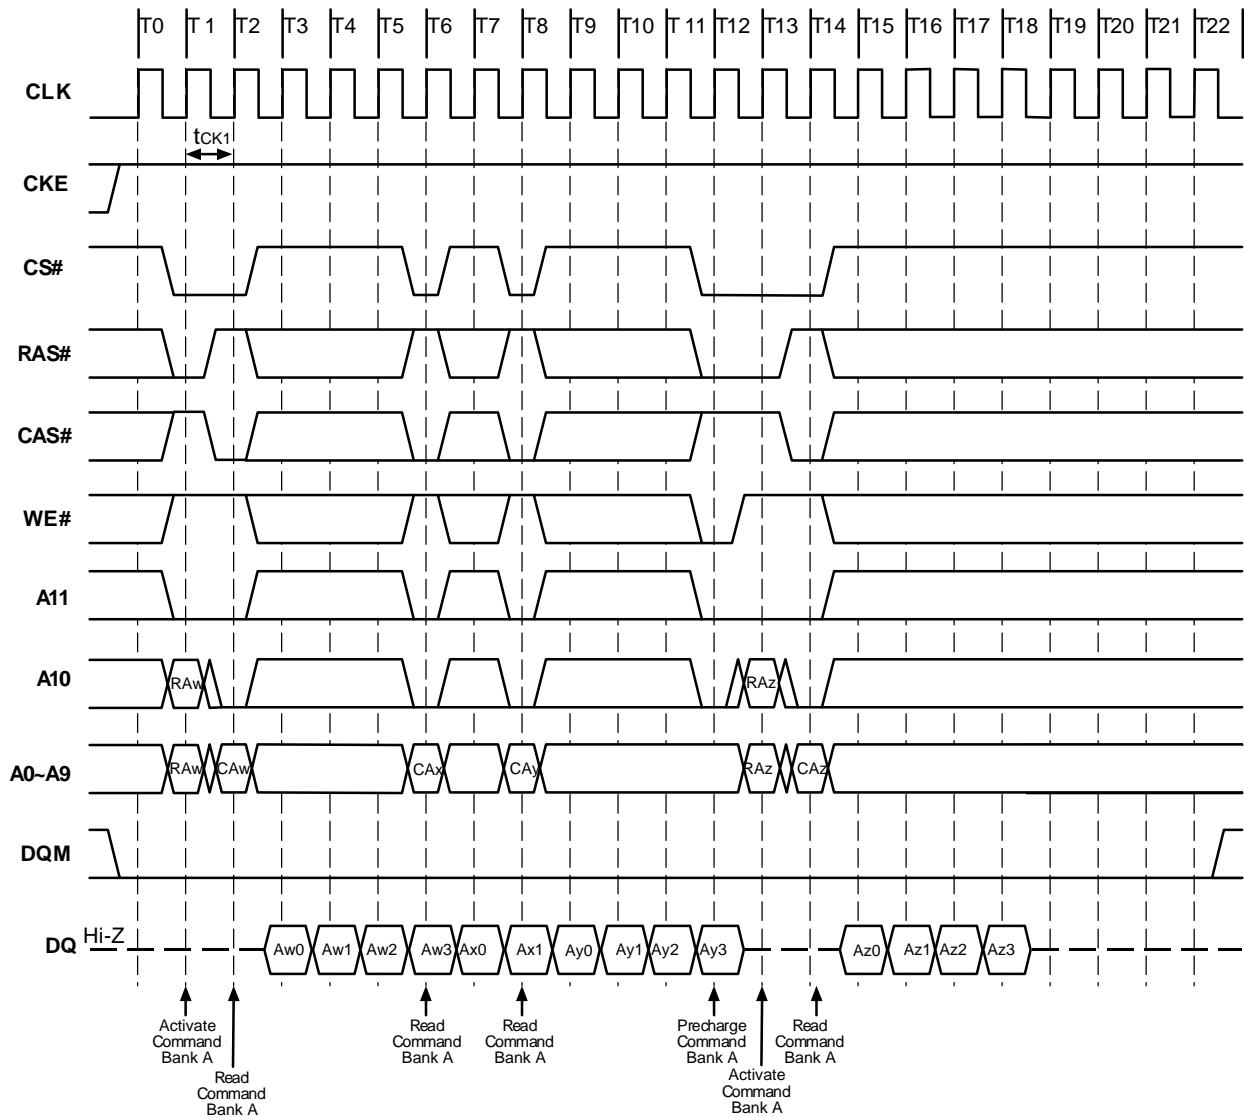 T0 T 1 T2 T3 T4 T5 T6 T7 T8 T9 T10 T 11 T12 T13 T14 T15 T16 T17 T18 T19 T20 T21 T22
CLK
tCK1
CKE
CS#
RAS#
CAS#
WE#
A11
A10
RAw RAz
A0~A9
RAw CAw CAx CAy RAz CAz
DQM
DQ
Hi-Z
Aw0 Aw1 Aw2 Aw3 Ax0 Ax1 Ay0 Ay1 Ay2 Ay3 Az0 Az1 Az2 Az3
Activate
Command
Bank A
Read
Command
Bank A
Read
Command
Bank A
Read
Command
Bank A
Precharge
Command
Bank A
Activate
Command
Bank A
Read
Command
Bank A